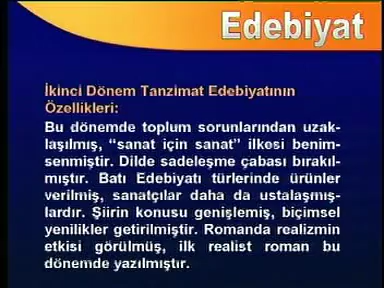 Edebiyat
İkinci Dönem Tanzimat Edebiyatının
Özellikleri:
Bu dönemde toplum sorunlarından uzak-
laşılmış, “sanat için sanat” ilkesi benim-
senmiştir. Dilde sadeleşme çabası bırakıl-
mıştır. Batı Edebiyatı türlerinde ürünler
verilmiş, sanatçılar daha da ustalaşmış-
lardır. Şiirin konusu genişlemiş, biçimsel
yenilikler getirilmiştir. Romanda realizmin
etkisi görülmüş, ilk realist roman bu
dönemde yazılmıştır.